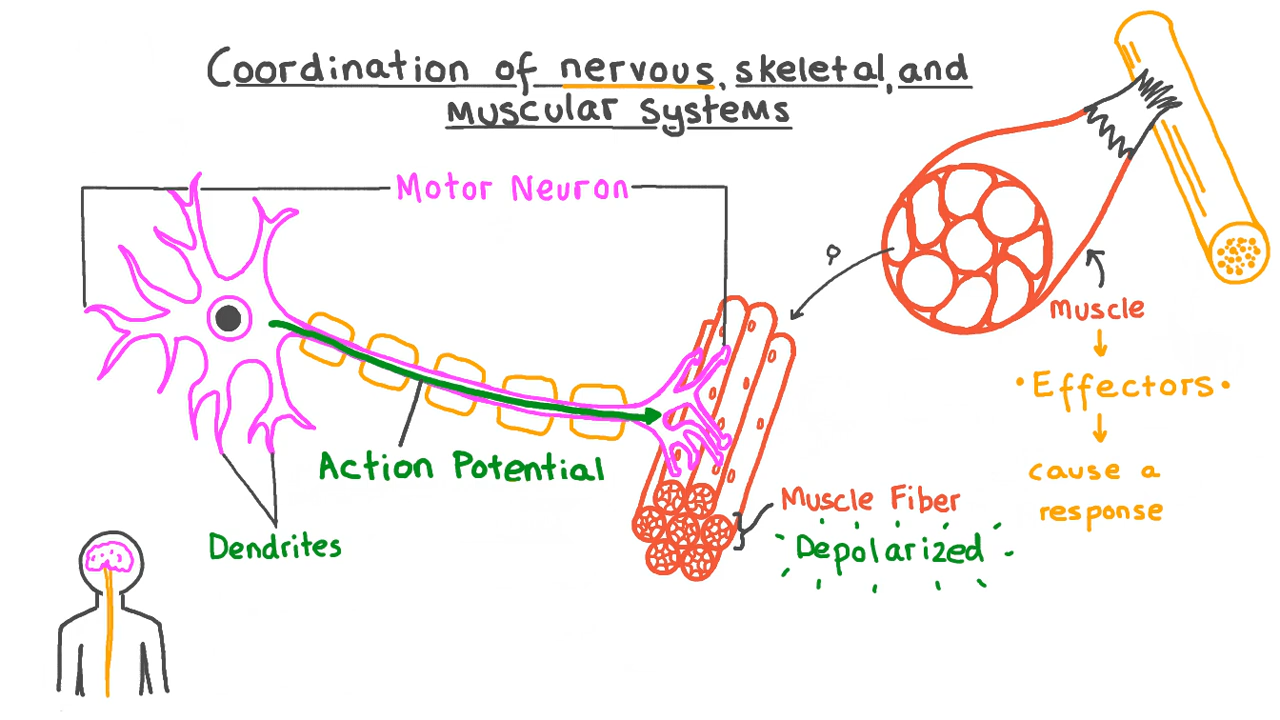 Coordination of nervous, skeletal, and
muscular systems
Motor Neuron
Muscle
Effectors
cause a
response
Action Potential
Muscle Fiber
Depolarized
Dendrites